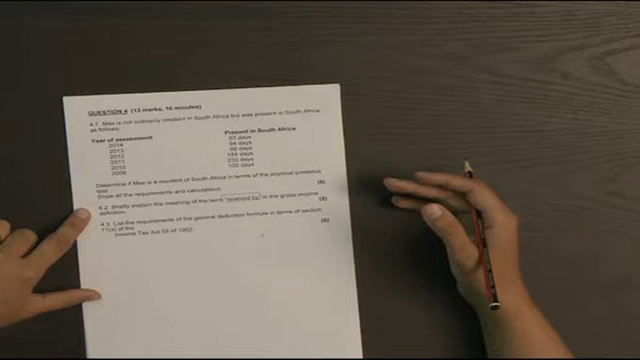 QUESTION 4 (13 marks, 16 minutes)
4.1 Max is not ordinarily resident in South Africa but was present in South Africa
as follows:
Year of assessment Present in South Africa
2014 93 days
2013 94 days
2012 98 days
2011 184 days
2010 233 days
2009 102 days
Determine if Max is a resident of South Africa in terms of the physical presence
test.
Show all the requirements and calculations. (6)
4.2 Briefly explain the meaning of the term "received by" in the gross income
definition. (2)
4.3 List the requirements of the general deduction formula in terms of section
11(a) of the (5)
Income Tax Act 58 of 1962.